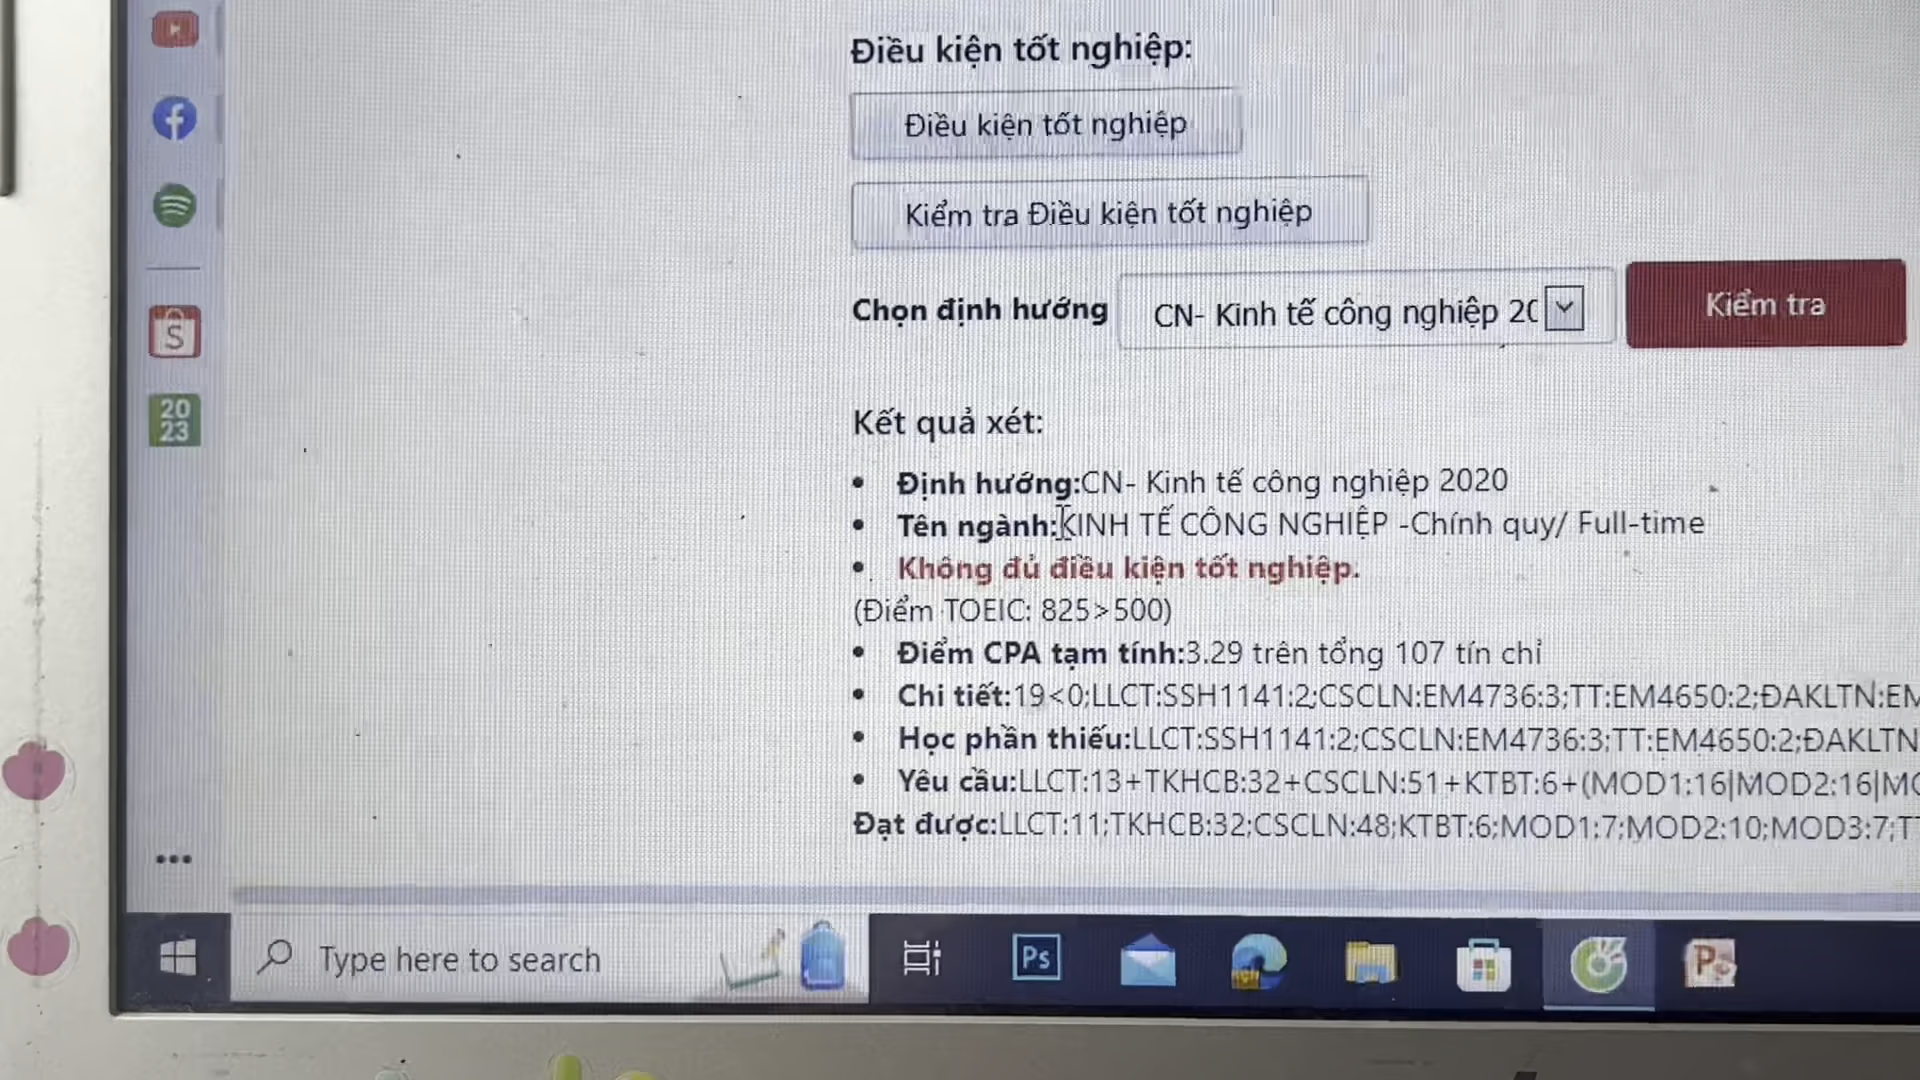 Điều kiện tốt nghiệp:
Điều kiện tốt nghiệp
Kiểm tra Điều kiện tốt nghiệp
Chọn định hướng CN- Kinh tế công nghiệp 20 Kiểm tra
S
20
23
Kết quả xét:
• Định hướng:CN- Kinh tế công nghiệp 2020
• Tên ngành:KINH TẾ CÔNG NGHIỆP -Chính quy/ Full-time
• Không đủ điều kiện tốt nghiệp.
(Điểm TOEIC: 825>500)
• Điểm CPA tạm tính:3.29 trên tổng 107 tín chỉ
• Chi tiết:19<0;LLCT:SSH1141:2;CSCLN:EM4736:3;TT:EM4650:2;ĐAKLTN:EM
• Học phần thiếu:LLCT:SSH1141:2;CSCLN:EM4736:3;TT:EM4650:2;ĐAKLTN
• Yêu cầu:LLCT:13+TKHCB:32+CSCLN:51+KTBT:6+(MOD1:16|MOD2:16|MO
Đạt được:LLCT:11;TKHCB:32;CSCLN:48;KTBT:6;MOD1:7;MOD2:10;MOD3:7;TT
Type here to search
Ps